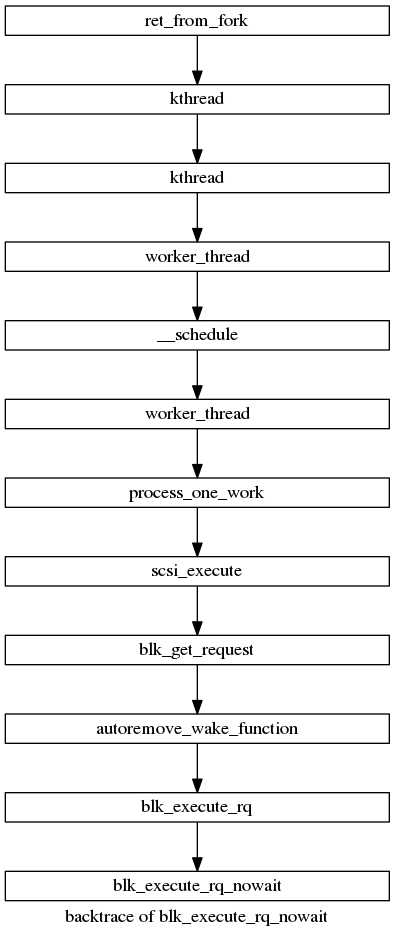 ret_from_fork
kthread
kthread
worker_thread
__schedule
worker_thread
process_one_work
scsi_execute
blk_get_request
autoremove_wake_function
blk_execute_rq
blk_execute_rq_nowait
backtrace of blk_execute_rq_nowait